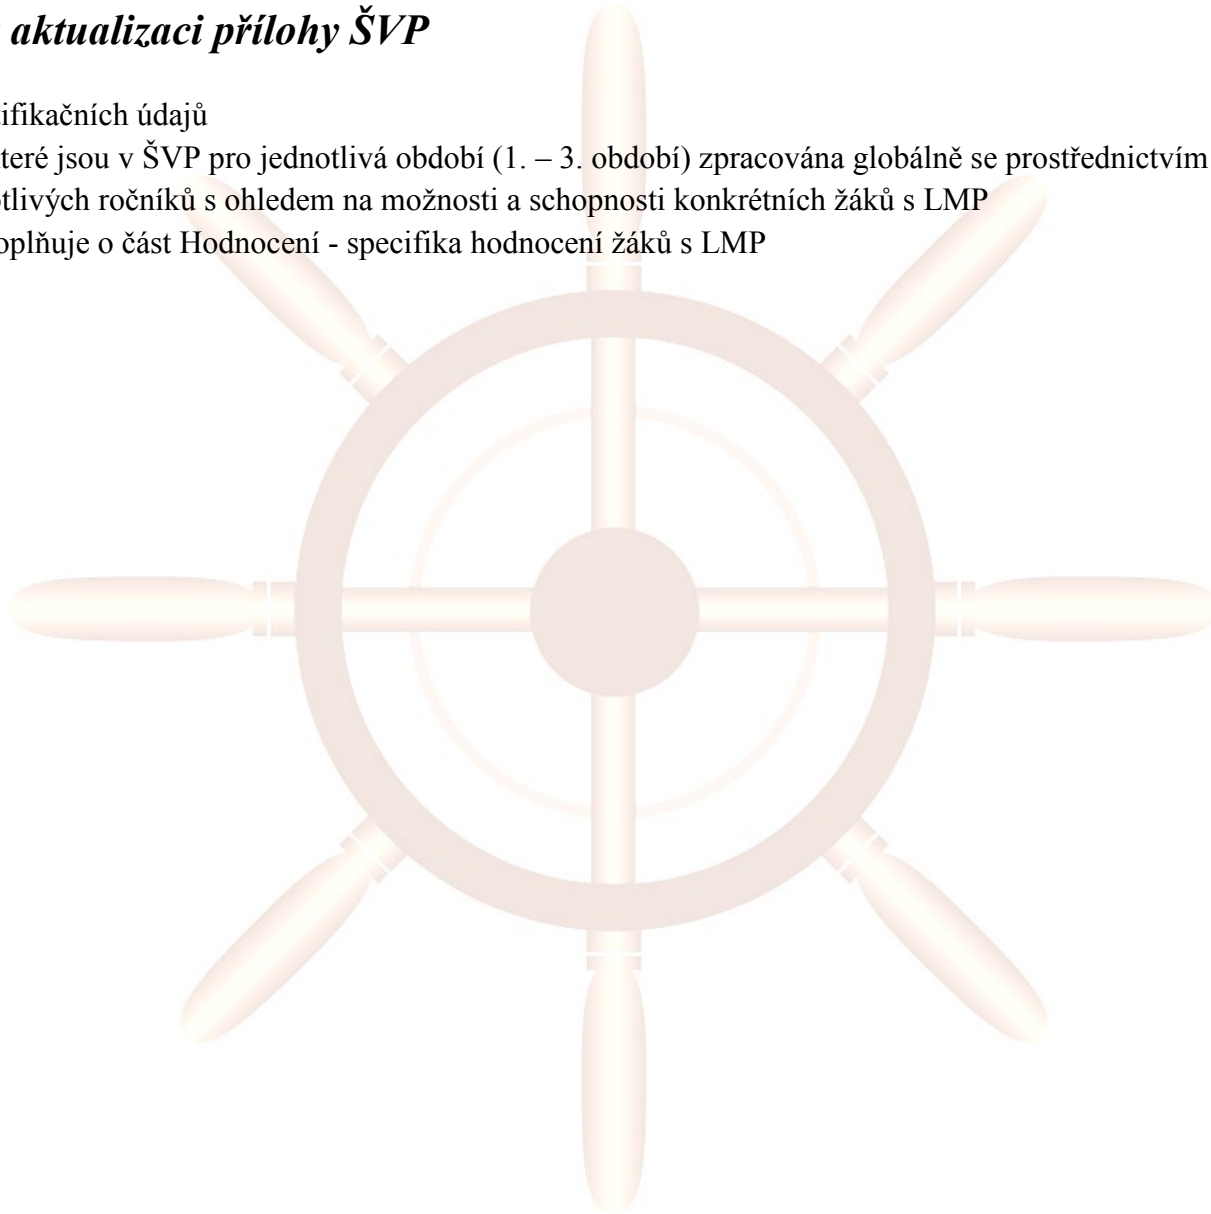 aktualizaci přílohy ŠVP
ifikačních údajů
teré jsou v ŠVP pro jednotlivá období (1. – 3. období) zpracována globálně se prostřednictvím
tlivých ročníků s ohledem na možnosti a schopnosti konkrétních žáků s LMP
oplňuje o část Hodnocení - specifika hodnocení žáků s LMP